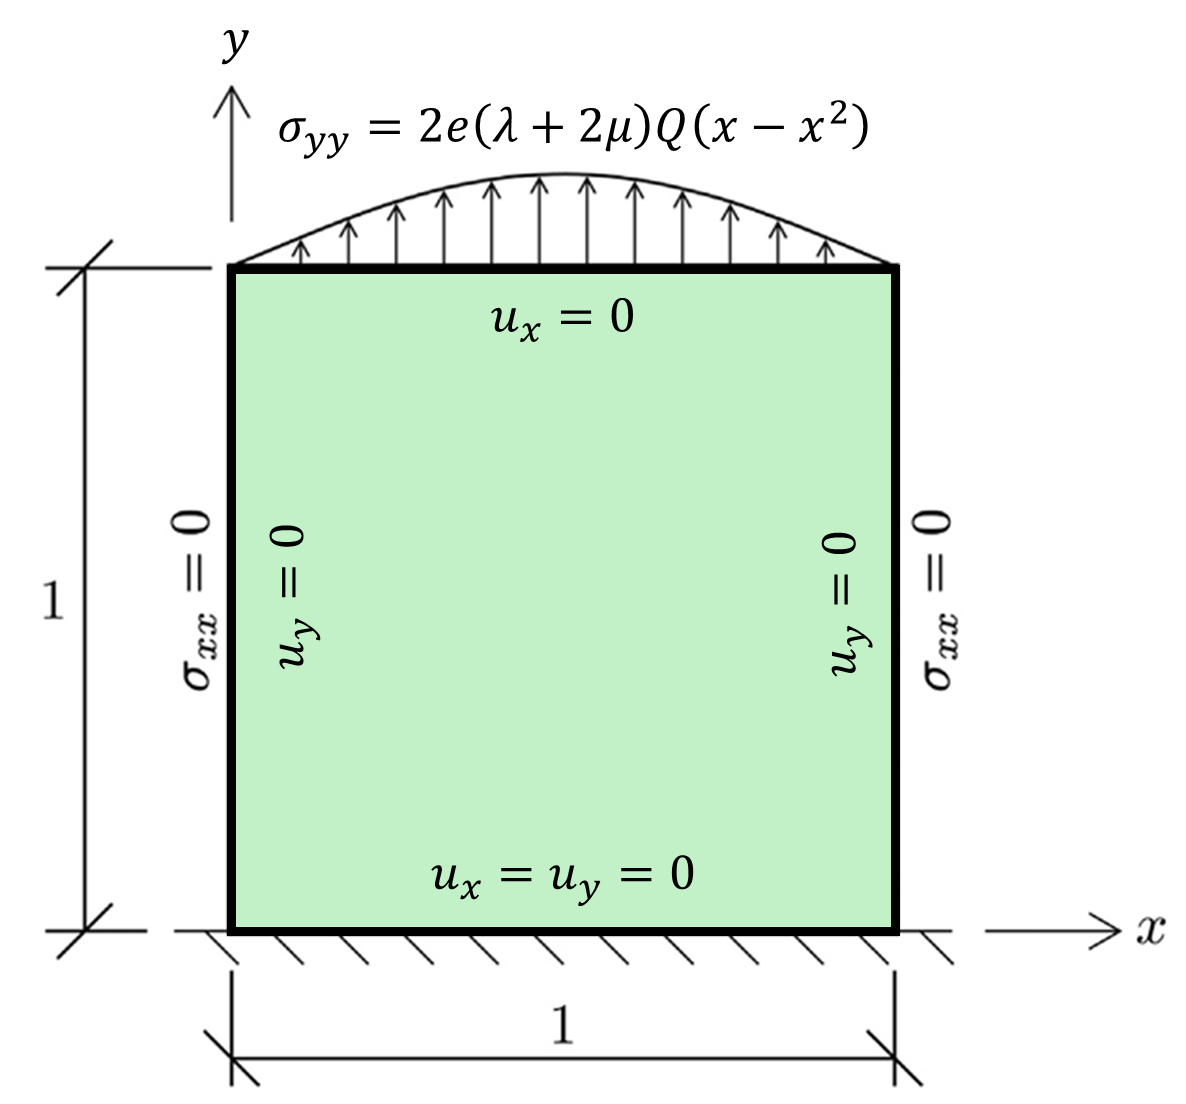 y
σ_yy = 2e(λ + 2μ)Q(x − x²)
u_x = 0
σ_xx = 0
u_y = 0
u_y = 0
σ_xx = 0
1
u_x = u_y = 0
x
1